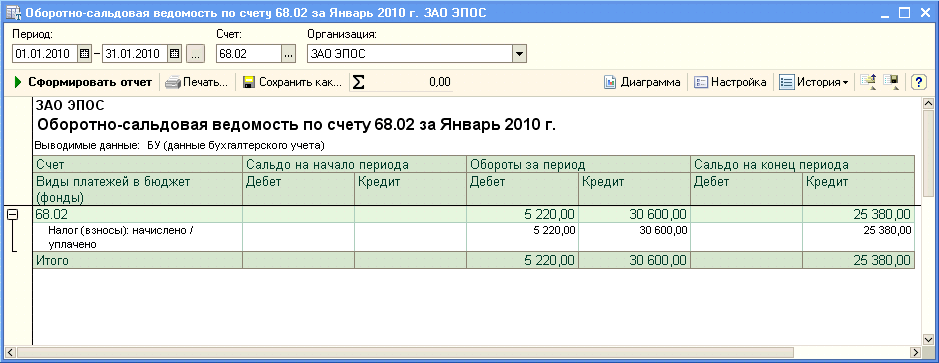 Оборотно-сальдовая ведомость по счету 68.02 за Январь 2010 г. ЗАО ЭПОС
Период: Счет: Организация:
01.01.2010 – 31.01.2010 ... 68.02 ... ЗАО ЭПОС
Сформировать отчет Печать... Сохранить как... Σ 0,00 Диаграмма Настройка История ?
ЗАО ЭПОС
Оборотно-сальдовая ведомость по счету 68.02 за Январь 2010 г.
Выводимые данные: БУ (данные бухгалтерского учета)
Счет Сальдо на начало периода Обороты за период Сальдо на конец периода
Виды платежей в бюджет (фонды) Дебет Кредит Дебет Кредит Дебет Кредит
68.02 5 220,00 30 600,00 25 380,00
Налог (взносы): начислено / уплачено 5 220,00 30 600,00 25 380,00
Итого 5 220,00 30 600,00 25 380,00